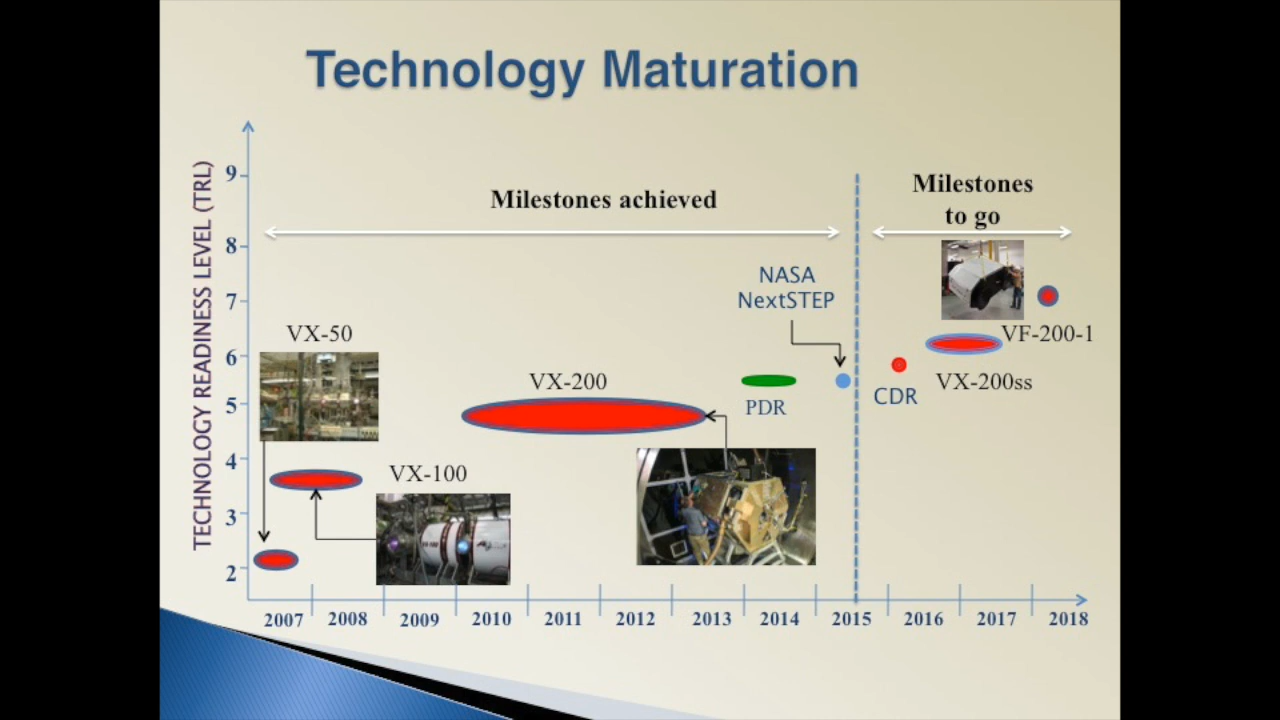 Technology Maturation
TECHNOLOGY READINESS LEVEL (TRL)
9
8
7
6
5
4
3
2
Milestones achieved
Milestones
to go
NASA
NextSTEP
VX-50
VX-100
VX-200
PDR
CDR
VX-200ss
VF-200-1
2007
2008
2009
2010
2011
2012
2013
2014
2015
2016
2017
2018